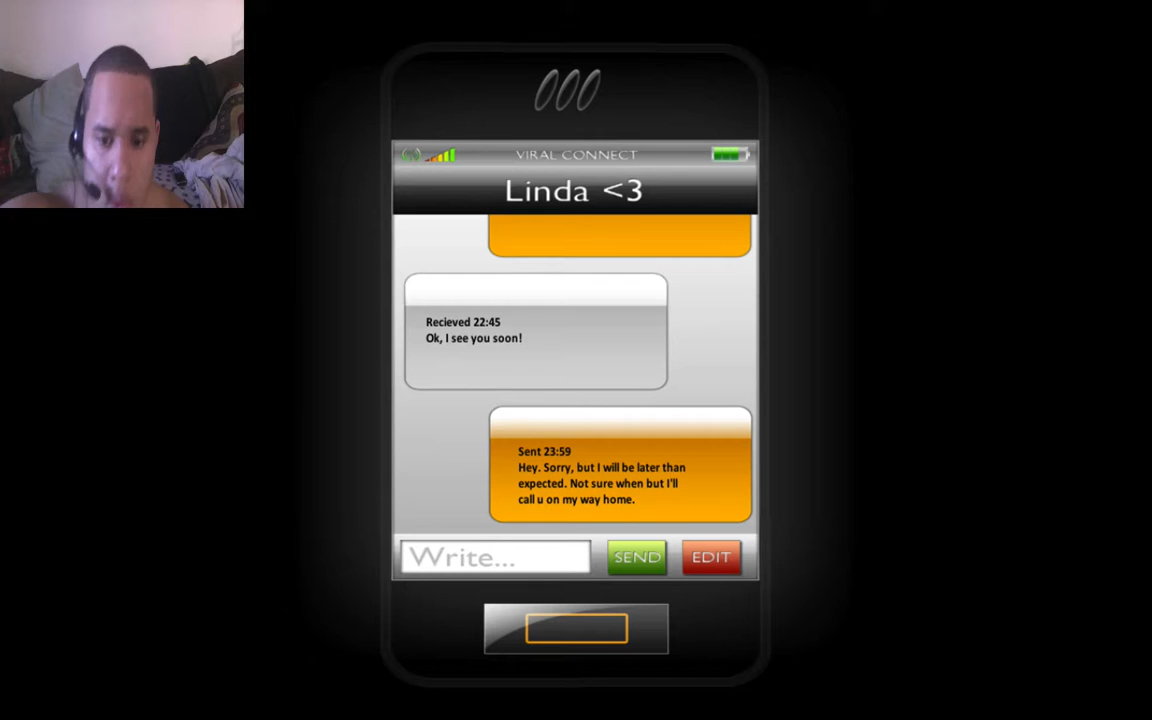 VIRAL CONNECT
Linda <3
Recieved 22:45
Ok, I see you soon!
Sent 23:59
Hey. Sorry, but I will be later than
expected. Not sure when but I'll
call u on my way home.
Write...
SEND
EDIT